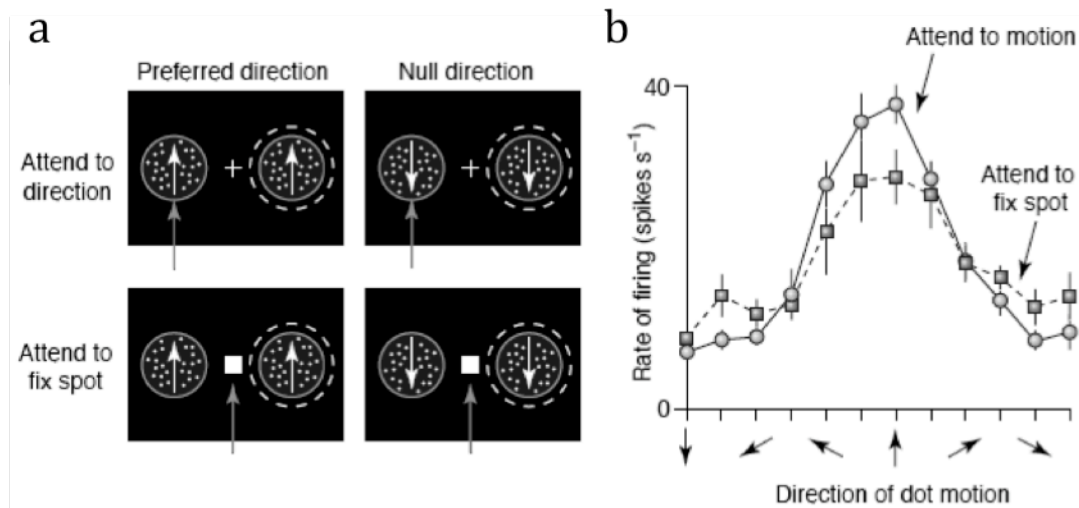 a
Preferred direction
Null direction
Attend to
direction
Attend to
fix spot
b
Attend to motion
Attend to
fix spot
40
0
Rate of firing (spikes s⁻¹)
Direction of dot motion